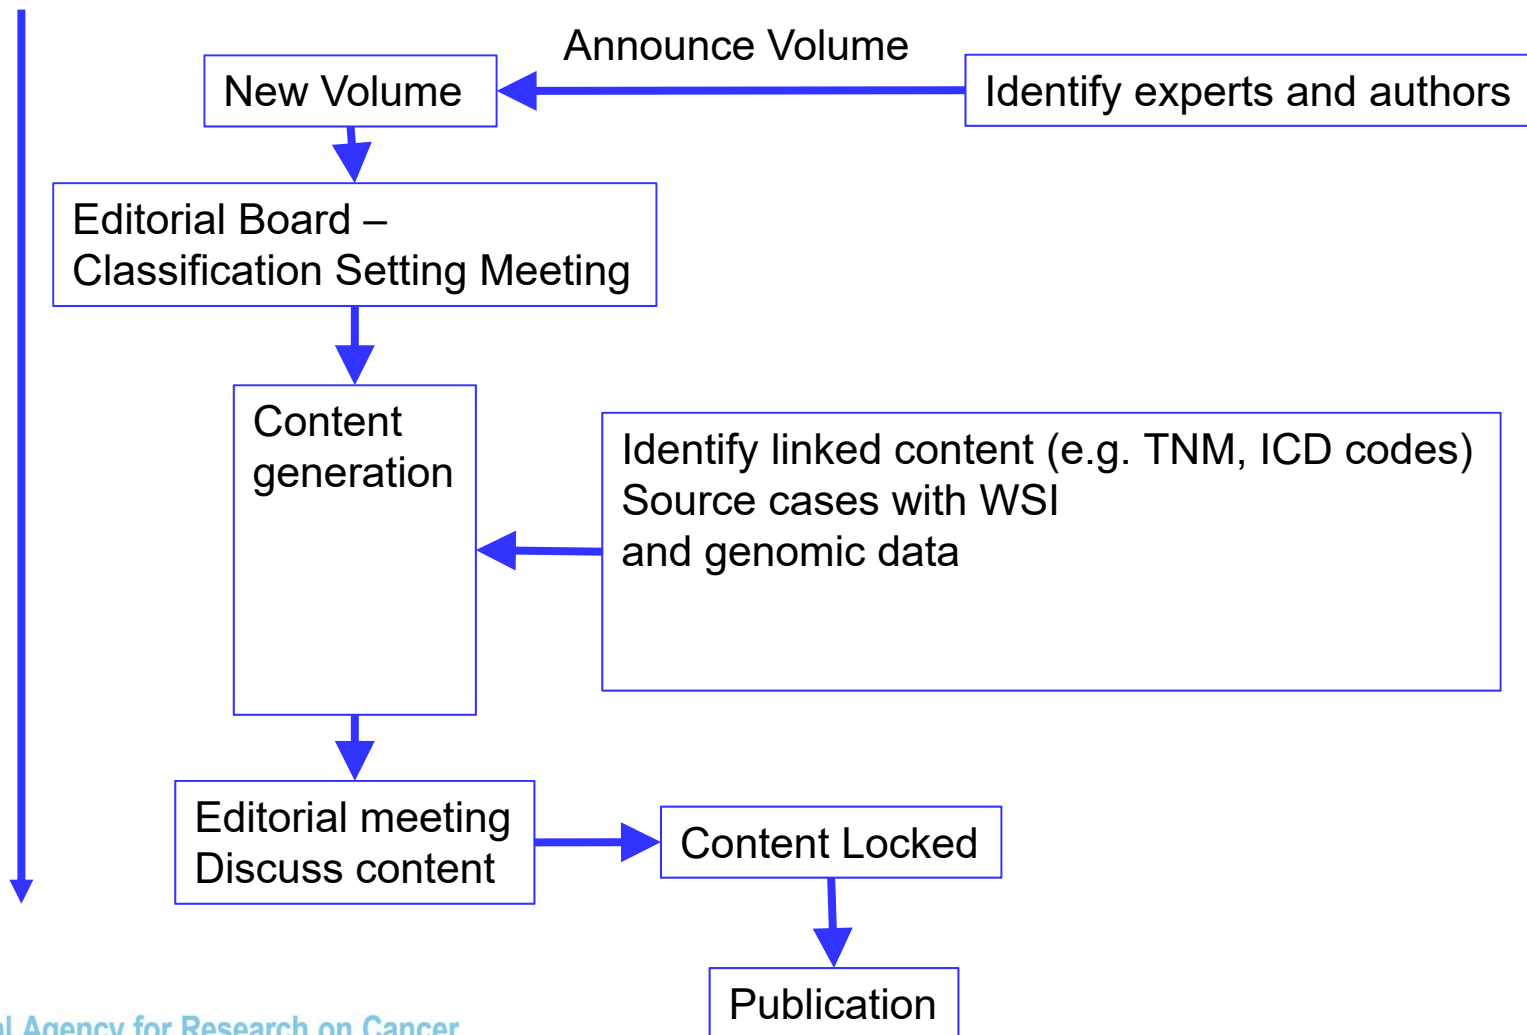 Announce Volume
New Volume
Identify experts and authors
Editorial Board –
Classification Setting Meeting
Content
generation
Identify linked content (e.g. TNM, ICD codes)
Source cases with WSI
and genomic data
Editorial meeting
Discuss content
Content Locked
Publication
Agency for Research on Cancer